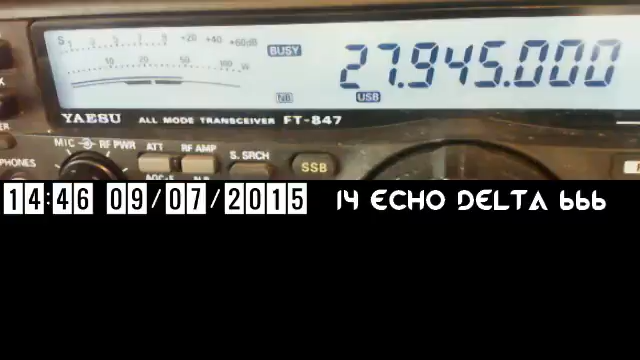 S 1 3 5 7 9 +20 +40 +60dB
BUSY
27.945.000
10 20 50 100 W
NB USB
YAESU ALL MODE TRANSCEIVER FT-847
MIC RF PWR ATT RF AMP
S. SRCH
SSB
PHONES
14:46 09/07/2015 14 ECHO DELTA 666